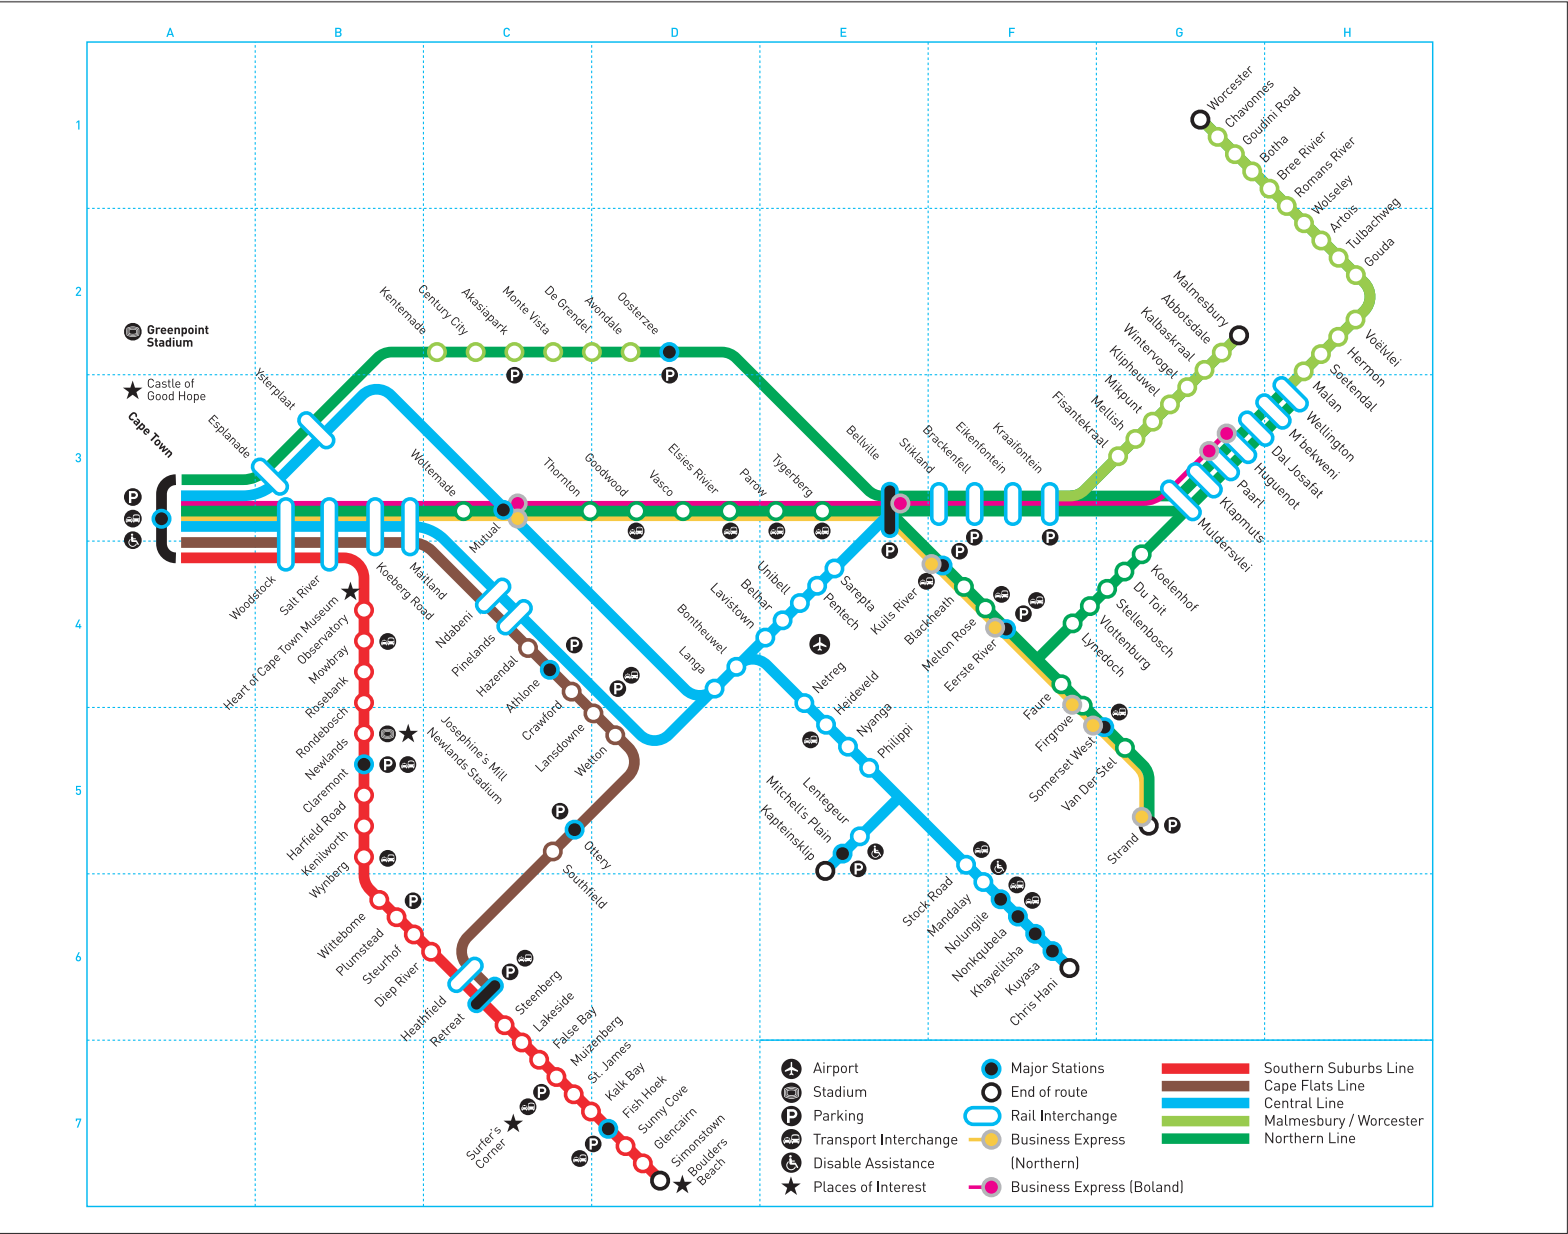 A B C D E F G H
1
2
3
4
5
6
7
Greenpoint
Stadium
Castle of
Good Hope
Cape Town
Esplanade
Ysterplaat
Kentemade
Century City
Akasiapark
Monte Vista
De Grendel
Avondale
Oosterzee
P
P
P
Woltemade
Mutual
Thornton
Goodwood
Vasco
Elsies Rivier
Parow
Tygerberg
Bellville
P
Stikland
Brackenfell
Eikenfontein
Kraaifontein
P
P
P
Fisantekraal
Mellish
Mikpunt
Klipheuwel
Wintervogel
Kalbaskraal
Abbotsdale
Malmesbury
Worcester
Chavonnes
Goudini Road
Botha
Bree Rivier
Romans River
Wolseley
Artois
Tulbachweg
Gouda
Voëlvlei
Hermon
Soetendal
Malan
Wellington
M'bekweni
Dal Josafat
Huguenot
Paarl
Klapmuts
Muldersvlei
Koelenhof
Du Toit
Stellenbosch
Vlottenburg
Lynedoch
Woodstock
Salt River
Koeberg Road
Maitland
Ndabeni
Pinelands
Hazendal
Athlone
P
Crawford
Lansdowne
Wetton
P
Ottery
Southfield
Heart of Cape Town Museum
Observatory
Mowbray
Rosebank
Rondebosch
Newlands
Josephine's Mill
Newlands Stadium
Claremont
P
Harfield Road
Kenilworth
Wynberg
Wittebome
P
Plumstead
Steurhof
Diep River
Heathfield
Retreat
P
Steenberg
Lakeside
False Bay
Muizenberg
St. James
Kalk Bay
Fish Hoek
Sunny Cove
Glencairn
Simonstown
Boulders
Beach
P
Surfer's
Corner
P
P
Langa
Bonteheuwel
Lavistown
Belhar
Unibell
Pentech
Sarepta
Netreg
Heideveld
Nyanga
Philippi
Lentegeur
Mitchell's Plain
Kapteinsklip
P
Stock Road
Mandalay
Nolungile
Nonkqubela
Khayelitsha
Kuyasa
Chris Hani
Kuils River
Blackheath
Melton Rose
Eerste River
P
Faure
Firgrove
Somerset West
Van Der Stel
Strand
P
Airport
Stadium
P Parking
Transport Interchange
Disable Assistance
Places of Interest
Major Stations
End of route
Rail Interchange
Business Express
(Northern)
Business Express (Boland)
Southern Suburbs Line
Cape Flats Line
Central Line
Malmesbury / Worcester
Northern Line